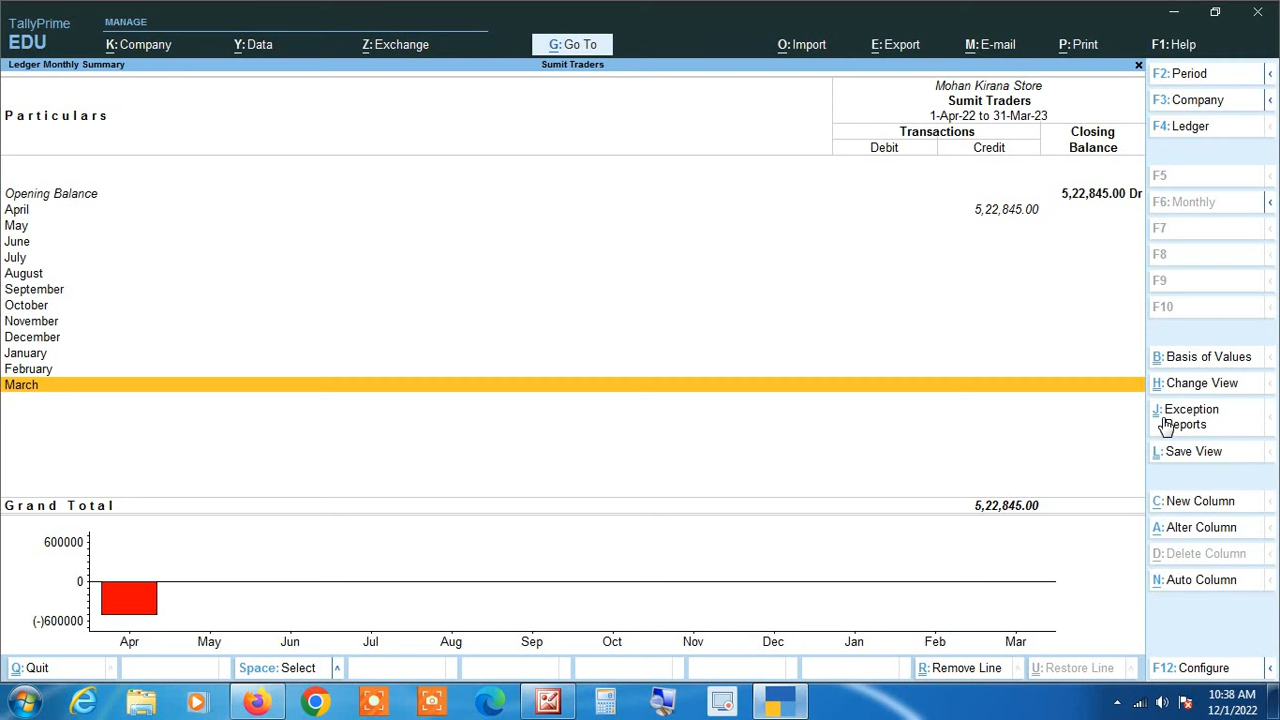 TallyPrime
EDU
MANAGE
K: Company
Y: Data
Z: Exchange
G: Go To
O: Import
E: Export
M: E-mail
P: Print
F1: Help
Ledger Monthly Summary
Sumit Traders
×
Particulars
Mohan Kirana Store
Sumit Traders
1-Apr-22 to 31-Mar-23
Transactions
Closing
Debit
Credit
Balance
Opening Balance 5,22,845.00 Dr
April 5,22,845.00
May
June
July
August
September
October
November
December
January
February
March
Grand Total 5,22,845.00
600000
0
(-)600000
Apr May Jun Jul Aug Sep Oct Nov Dec Jan Feb Mar
F2: Period
F3: Company
F4: Ledger
F5
F6: Monthly
F7
F8
F9
F10
B: Basis of Values
H: Change View
J: Exception
Reports
L: Save View
C: New Column
A: Alter Column
D: Delete Column
N: Auto Column
Q: Quit
Space: Select
R: Remove Line
U: Restore Line
F12: Configure
10:38 AM
12/1/2022